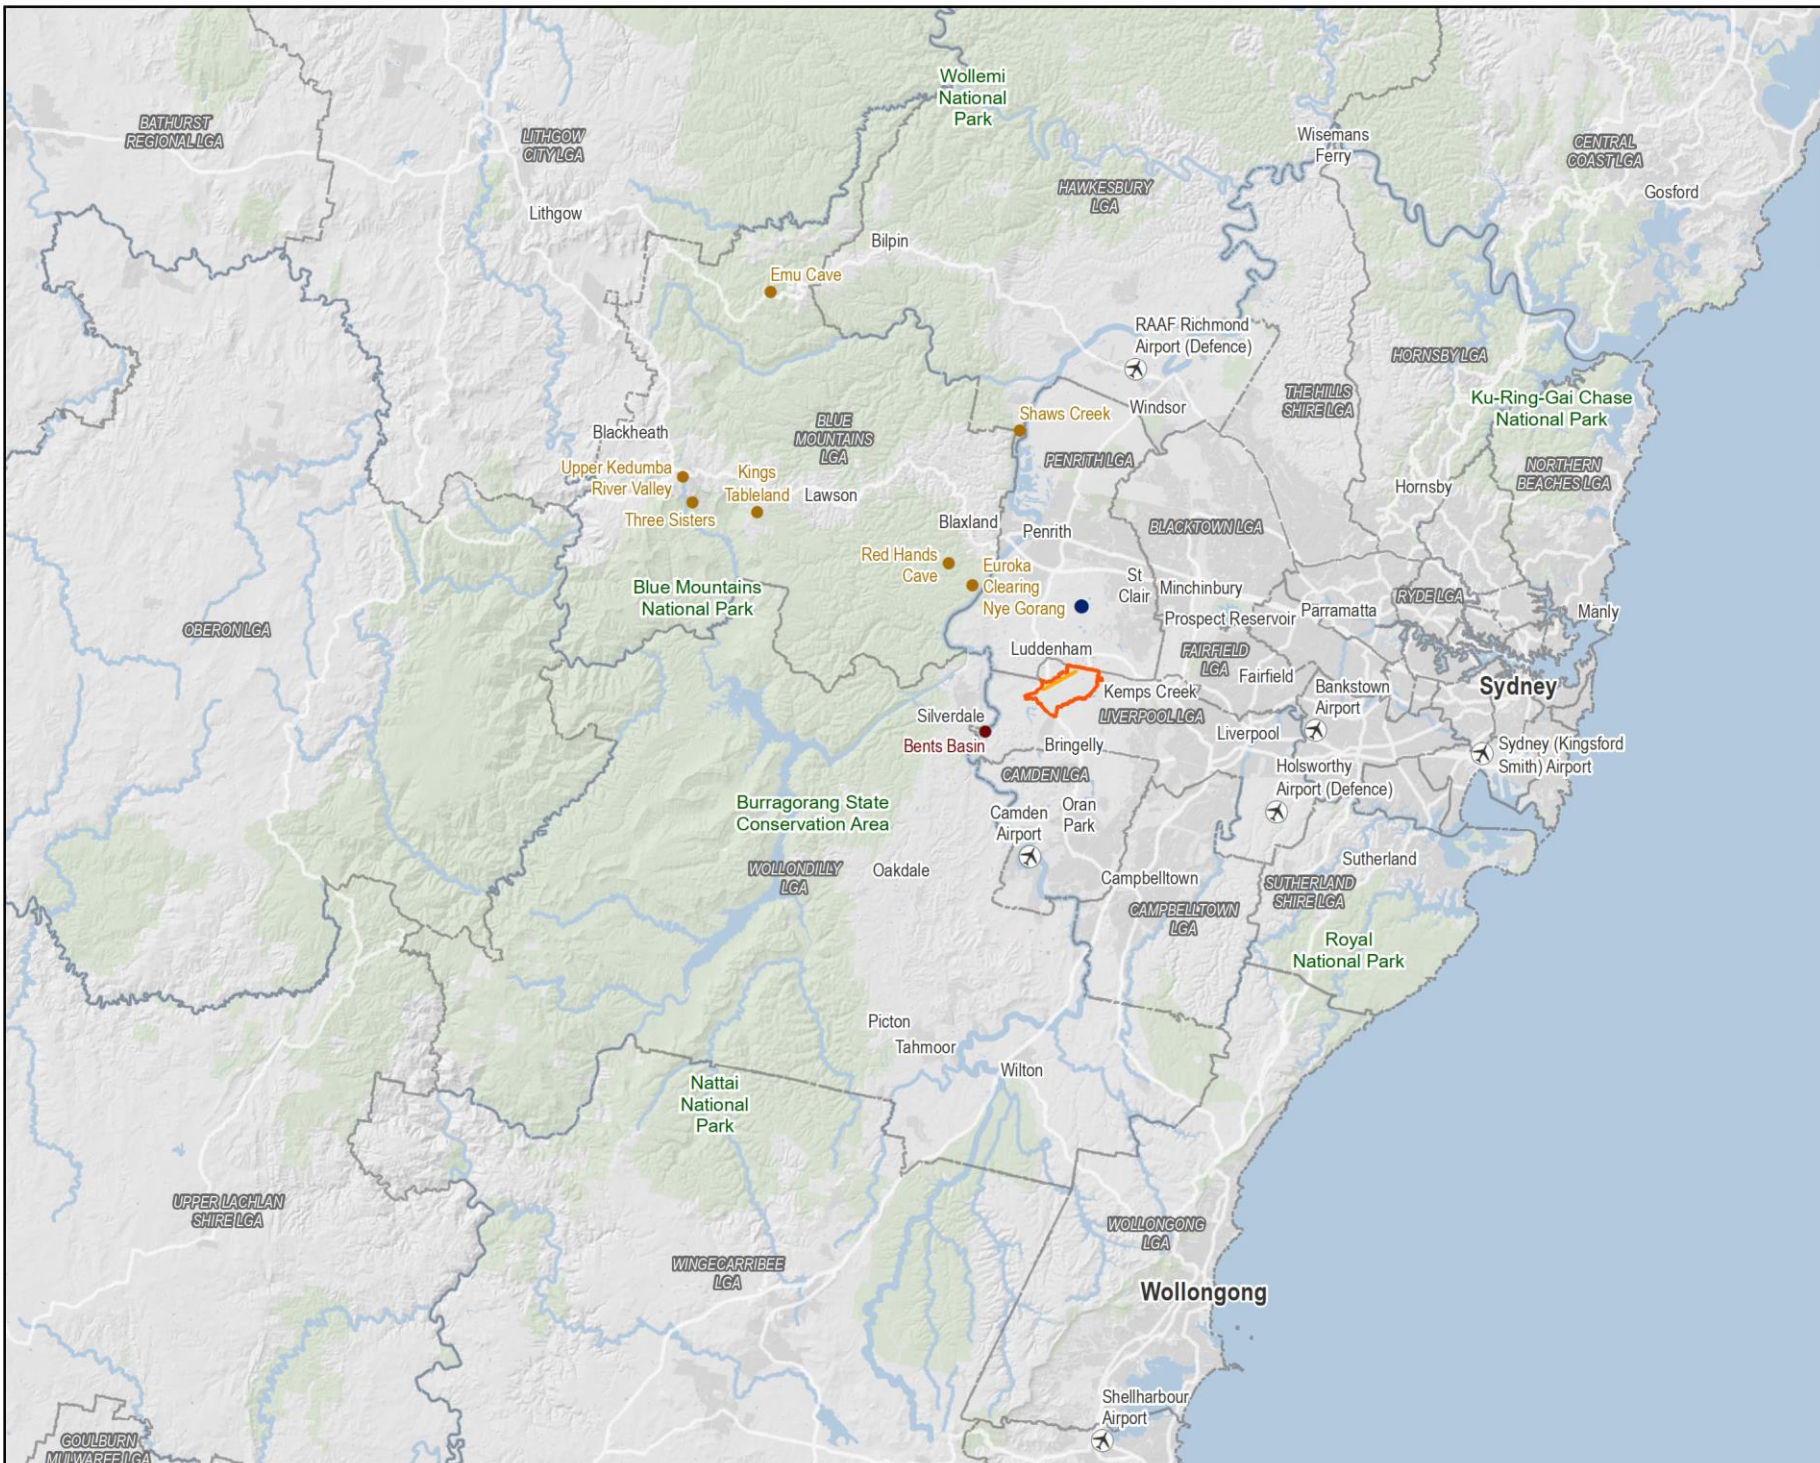 Wollemi
National
Park
BATHURST
REGIONAL LGA
LITHGOW
CITY LGA
Wisemans
Ferry
CENTRAL
COAST LGA
HAWKESBURY
LGA
Gosford
Lithgow
Bilpin
Emu Cave
RAAF Richmond
Airport (Defence)
HORNSBY LGA
THE HILLS
SHIRE LGA
Ku-Ring-Gai Chase
National Park
Windsor
Shaws Creek
BLUE
MOUNTAINS
LGA
Blackheath
PENRITH LGA
NORTHERN
BEACHES LGA
Upper Kedumba
River Valley
Kings
Tableland
Lawson
Hornsby
Three Sisters
Blaxland
Penrith
BLACKTOWN LGA
Red Hands
Cave
Euroka
Clearing
Nye Gorang
St
Clair
Minchinbury
Blue Mountains
National Park
RYDE LGA
Parramatta
Manly
Prospect Reservoir
OBERON LGA
Luddenham
FAIRFIELD
LGA
Fairfield
Sydney
Kemps Creek
Bankstown
Airport
Silverdale
LIVERPOOL LGA
Bents Basin
Bringelly
Liverpool
Sydney (Kingsford
Smith) Airport
CAMDEN LGA
Holsworthy
Airport (Defence)
Burragorang State
Conservation Area
Camden
Airport
Oran
Park
WOLLONDILLY
LGA
Oakdale
Sutherland
Campbelltown
SUTHERLAND
SHIRE LGA
CAMPBELLTOWN
LGA
Royal
National Park
Picton
Tahmoor
Wilton
Nattai
National
Park
UPPER LACHLAN
SHIRE LGA
WOLLONGONG
LGA
WINGECARRIBEE
LGA
Wollongong
Shellharbour
Airport
GOULBURN
MULWAREE LGA